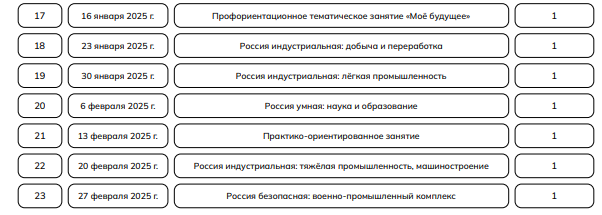 17 16 января 2025 г. Профориентационное тематическое занятие «Моё будущее» 1
18 23 января 2025 г. Россия индустриальная: добыча и переработка 1
19 30 января 2025 г. Россия индустриальная: лёгкая промышленность 1
20 6 февраля 2025 г. Россия умная: наука и образование 1
21 13 февраля 2025 г. Практико-ориентированное занятие 1
22 20 февраля 2025 г. Россия индустриальная: тяжёлая промышленность, машиностроение 1
23 27 февраля 2025 г. Россия безопасная: военно-промышленный комплекс 1